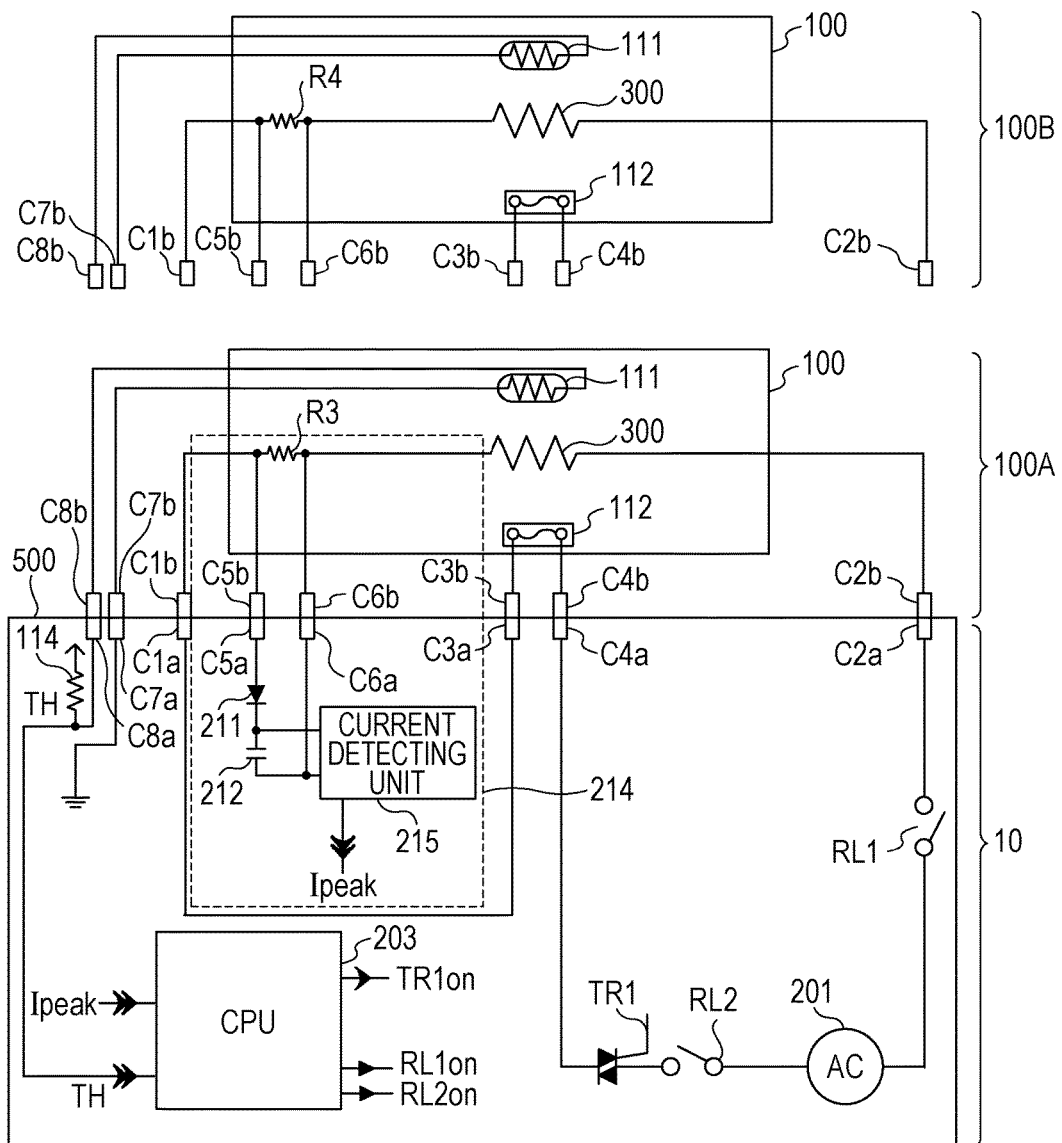 111
100
R4
300
100B
112
C7b
C8b
C1b
C5b
C6b
C3b
C4b
C2b
111
100
R3
300
100A
112
C8b
C7b
C1b
C5b
C6b
C3b
C4b
C2b
500
114
TH
C1a
C7a
C8a
C5a
C6a
C3a
C4a
C2a
211
212
CURRENT
DETECTING
UNIT
214
215
Ipeak
RL1
10
203
Ipeak
CPU
TR1on
RL1on
RL2on
TH
TR1
RL2
201
AC